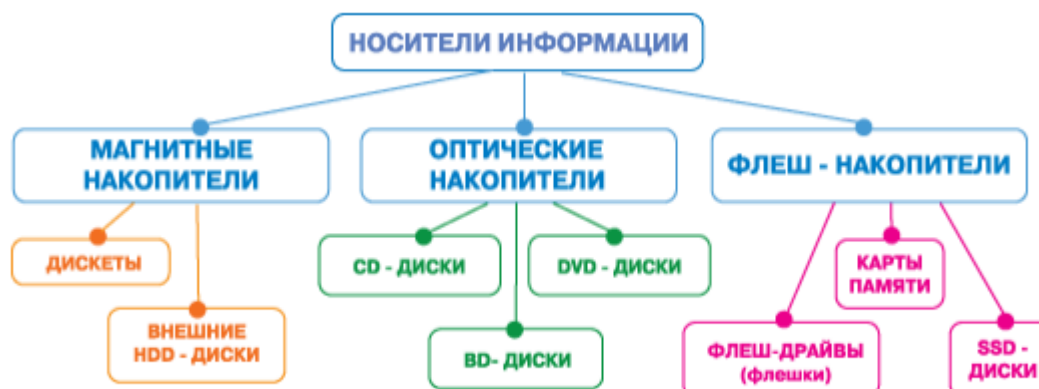 НОСИТЕЛИ ИНФОРМАЦИИ
МАГНИТНЫЕ
НАКОПИТЕЛИ
ОПТИЧЕСКИЕ
НАКОПИТЕЛИ
ФЛЕШ - НАКОПИТЕЛИ
ДИСКЕТЫ
ВНЕШНИЕ
HDD - ДИСКИ
CD - ДИСКИ
BD- ДИСКИ
DVD - ДИСКИ
ФЛЕШ-ДРАЙВЫ
(флешки)
КАРТЫ
ПАМЯТИ
SSD -
ДИСКИ